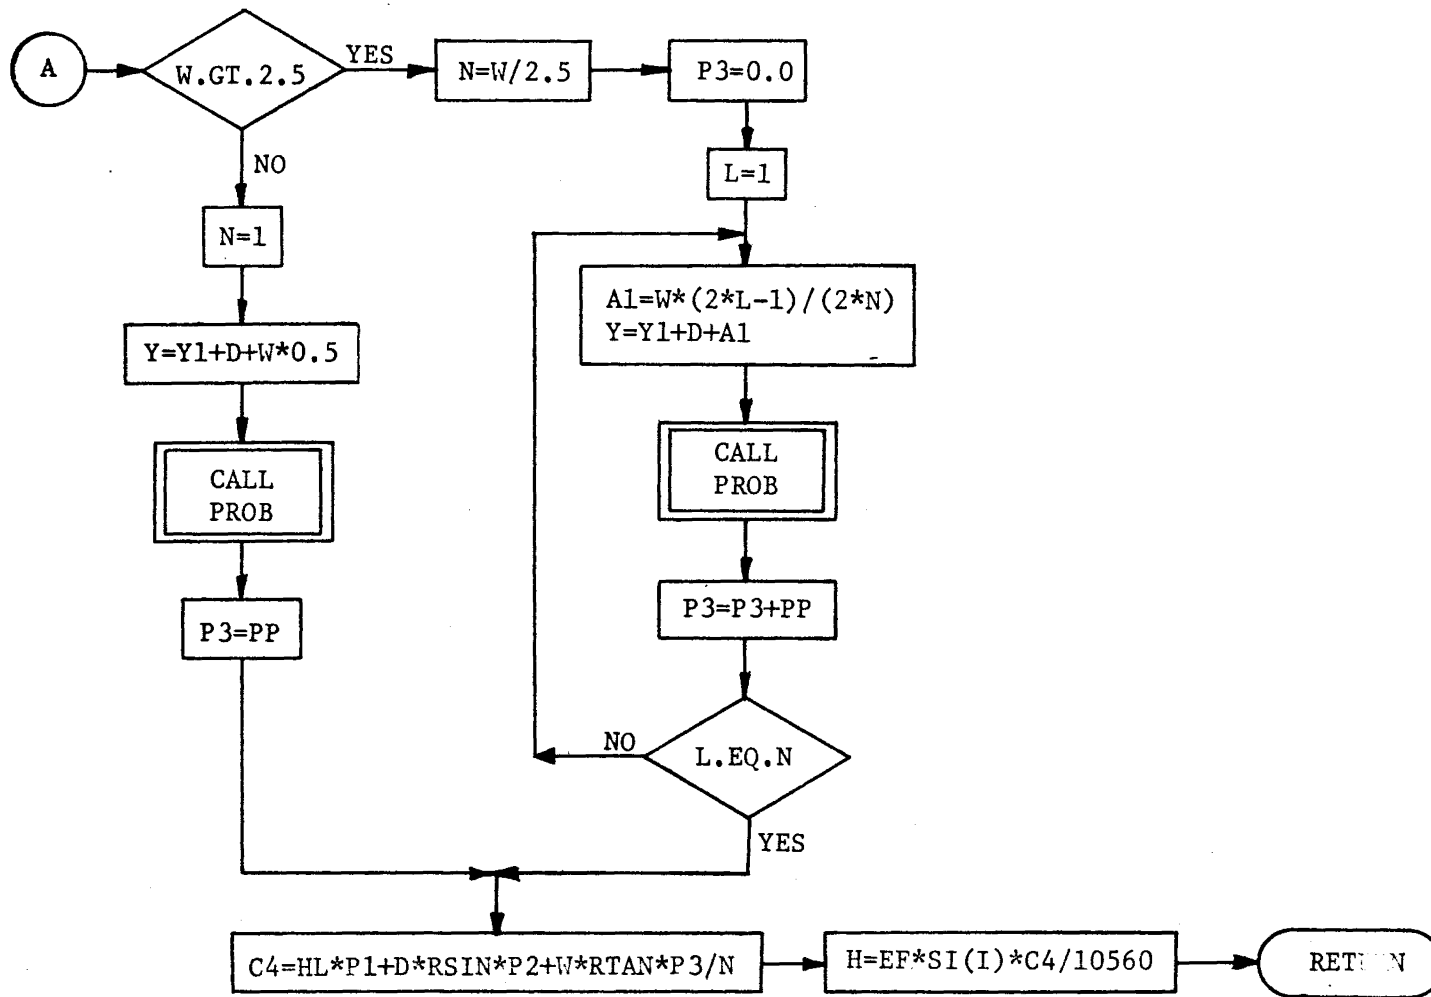 A
W.GT.2.5
YES
N=W/2.5
P3=0.0
NO
L=1
N=1
A1=W*(2*L-1)/(2*N)
Y=Y1+D+A1
Y=Y1+D+W*0.5
CALL
PROB
CALL
PROB
P3=PP
P3=P3+PP
NO
L.EQ.N
YES
C4=HL*P1+D*RSIN*P2+W*RTAN*P3/N
H=EF*SI(I)*C4/10560